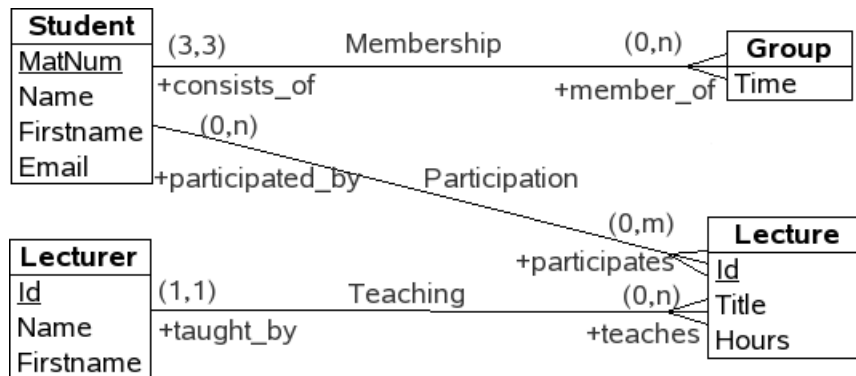 Student
MatNum
Name
Firstname
Email
(3,3) Membership (0,n)
+consists_of +member_of
Group
Time
(0,n)
+participated_by Participation
(0,m)
+participates
Lecturer
Id
Name
Firstname
(1,1) Teaching (0,n)
+taught_by +teaches
Lecture
Id
Title
Hours